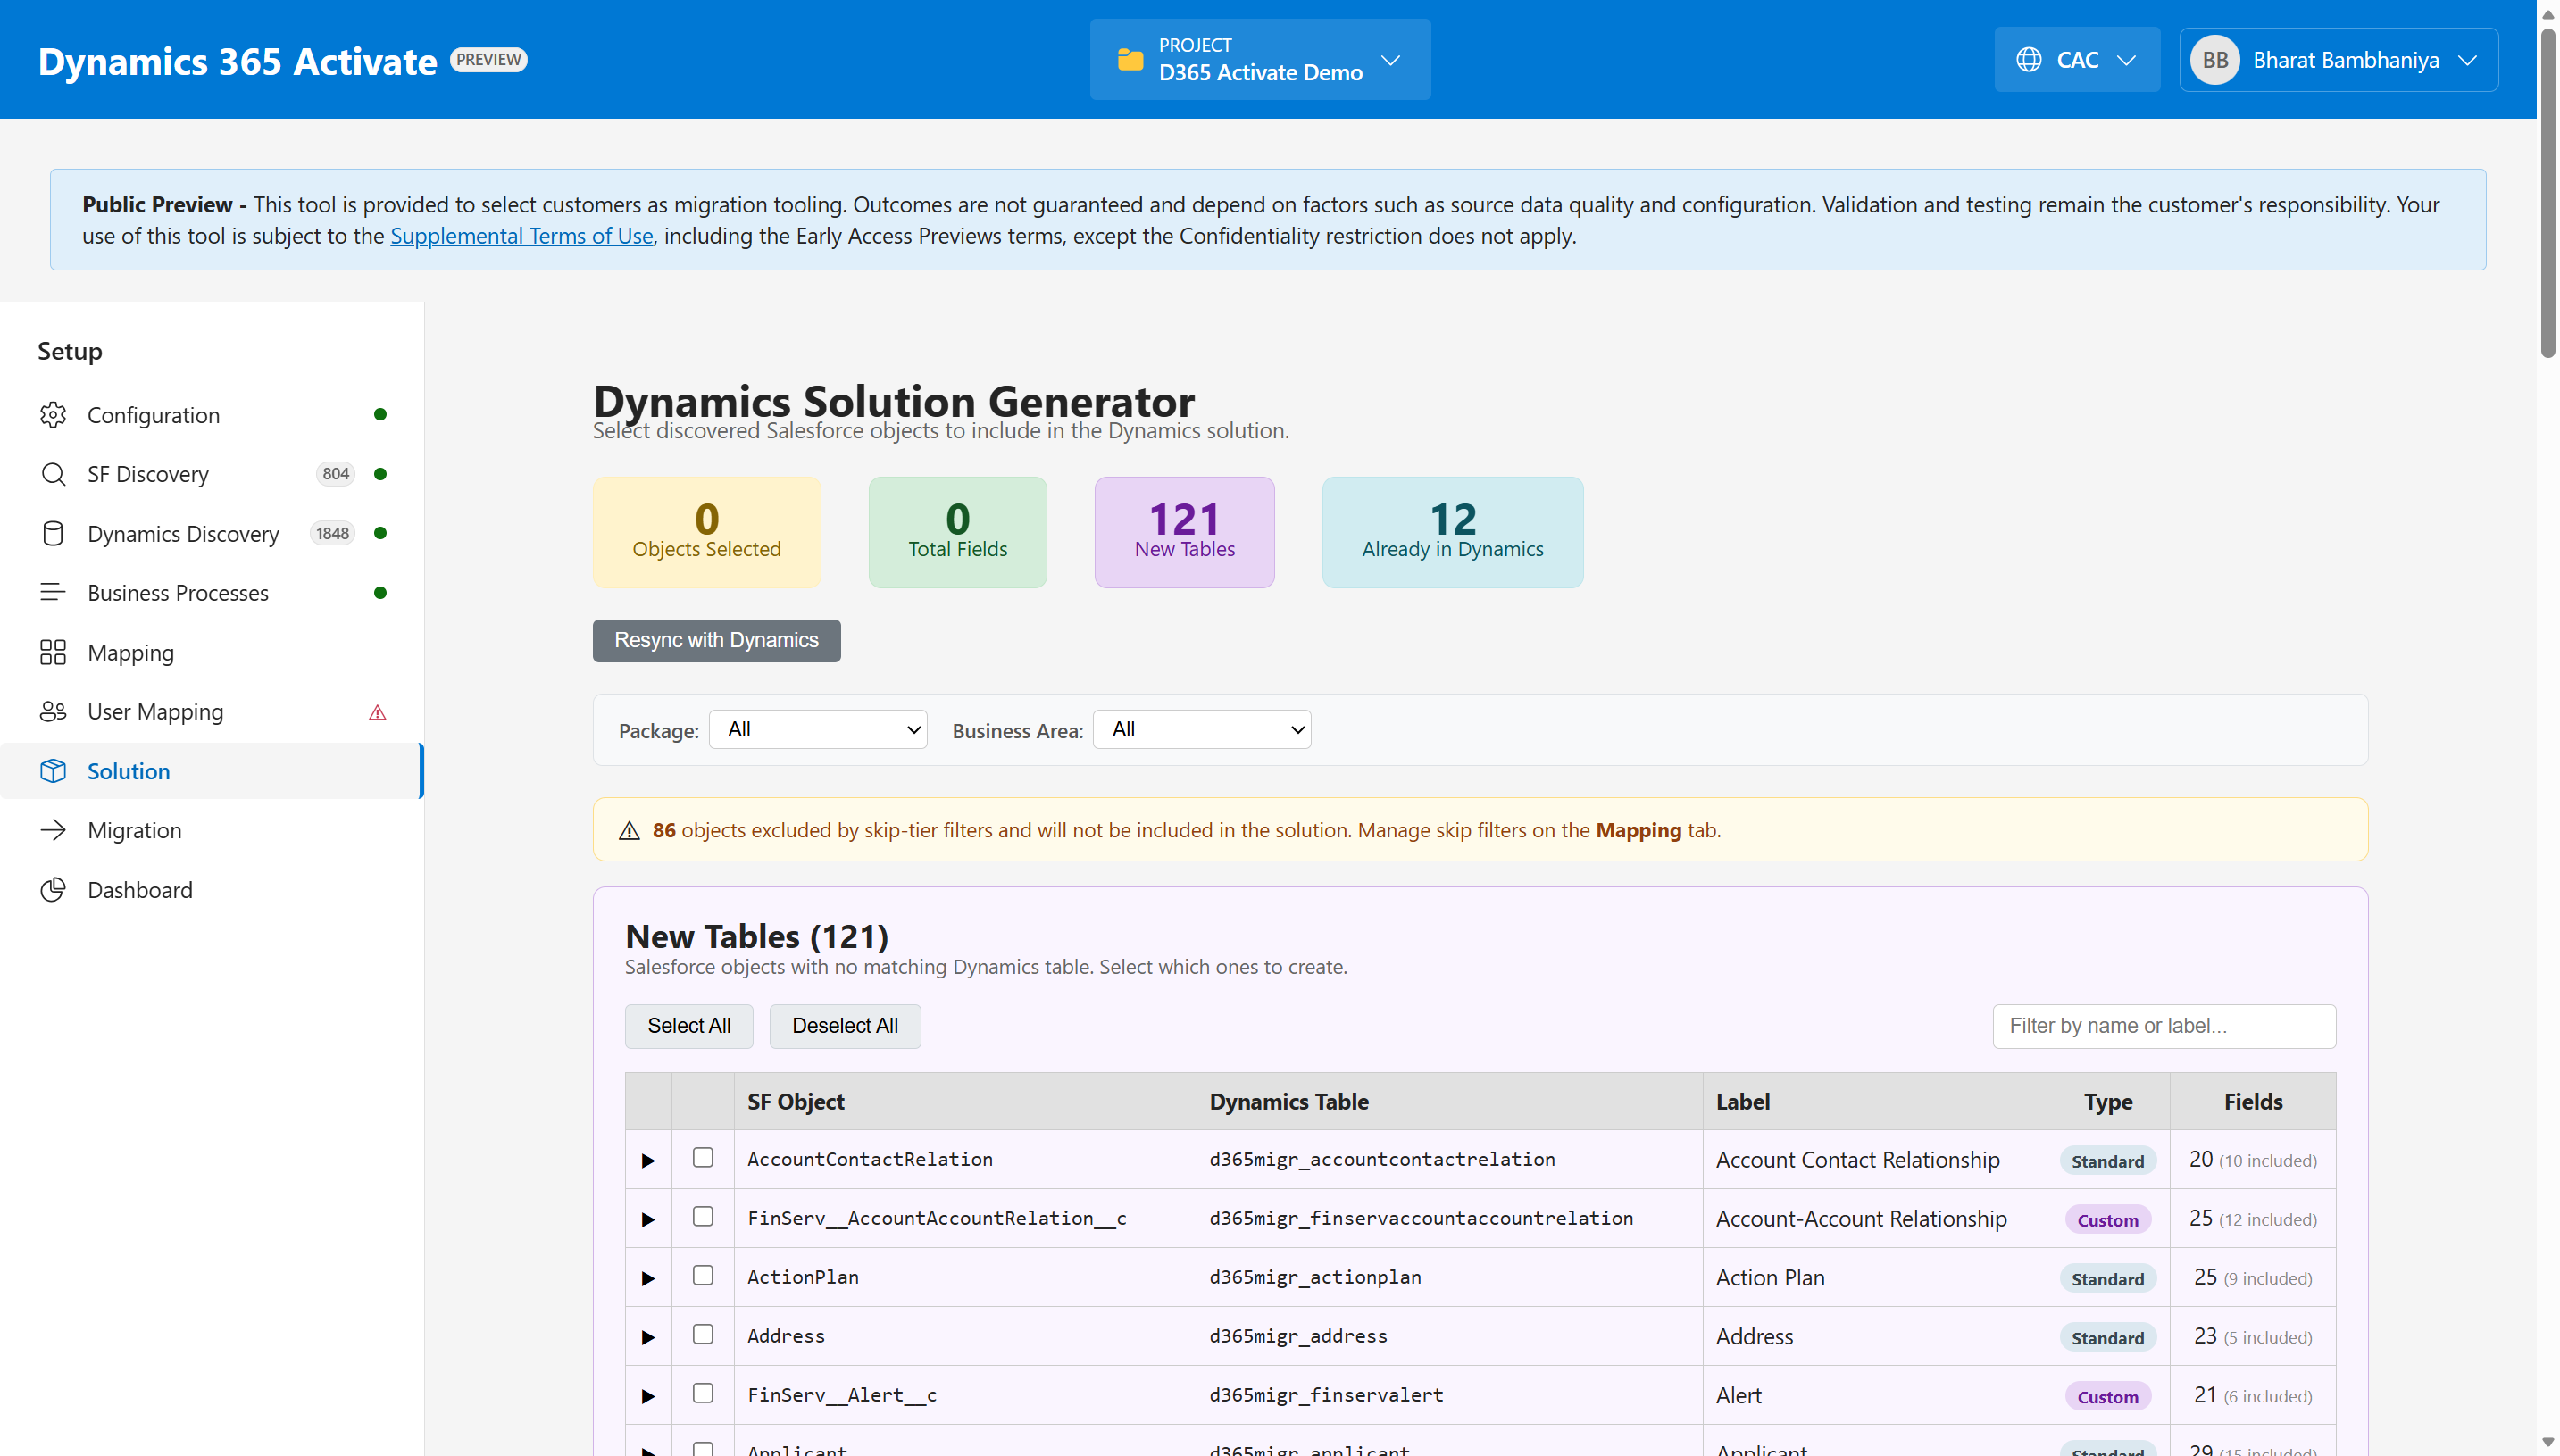 Dynamics 365 Activate PREVIEW
PROJECT
D365 Activate Demo
CAC
BB Bharat Bambhaniya
Public Preview - This tool is provided to select customers as migration tooling. Outcomes are not guaranteed and depend on factors such as source data quality and configuration. Validation and testing remain the customer's responsibility. Your
use of this tool is subject to the Supplemental Terms of Use, including the Early Access Previews terms, except the Confidentiality restriction does not apply.
Setup
Configuration
SF Discovery 804
Dynamics Discovery 1848
Business Processes
Mapping
User Mapping
Solution
Migration
Dashboard
Dynamics Solution Generator
Select discovered Salesforce objects to include in the Dynamics solution.
0
Objects Selected
0
Total Fields
121
New Tables
12
Already in Dynamics
Resync with Dynamics
Package: All Business Area: All
86 objects excluded by skip-tier filters and will not be included in the solution. Manage skip filters on the Mapping tab.
New Tables (121)
Salesforce objects with no matching Dynamics table. Select which ones to create.
Select All Deselect All Filter by name or label...
SF Object Dynamics Table Label Type Fields
AccountContactRelation d365migr_accountcontactrelation Account Contact Relationship Standard 20 (10 included)
FinServ__AccountAccountRelation__c d365migr_finservaccountaccountrelation Account-Account Relationship Custom 25 (12 included)
ActionPlan d365migr_actionplan Action Plan Standard 25 (9 included)
Address d365migr_address Address Standard 23 (5 included)
FinServ__Alert__c d365migr_finservalert Alert Custom 21 (6 included)
Applicant d365migr_applicant Applicant Standard 29 (15 included)